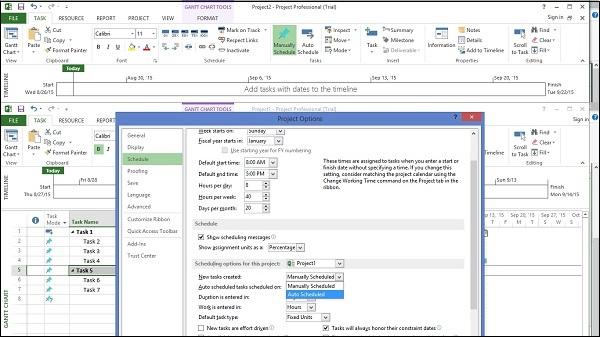 GANTT CHART TOOLS
Project2 - Project Professional (Trial)
FILE TASK RESOURCE REPORT PROJECT VIEW FORMAT
Gantt Chart
Paste
Cut
Copy
Format Painter
Calibri 11
Mark on Track
Respect Links
Inactivate
Manually Schedule
Auto Schedule
Inspect
Move
Mode
Task
Summary
Milestone
Deliverable
Information
Notes
Details
Add to Timeline
Scroll to Task
Find
Clear
Fill
View Clipboard Font Schedule Tasks Insert Properties Editing
TIMELINE
Today
Aug 30, '15 Sep 6, '15 Sep 13, '15 Sep 20, '15
Start
Wed 8/26/15
Add tasks with dates to the timeline
Finish
Tue 9/22/15
GANTT CHART TOOLS
Project1 - Project Professional (Trial)
FILE TASK
Gantt Chart
Paste
Cut
Copy
Format Painter
Calibri
B I
Project Options
Scroll to Task
Find
Clear
Fill
View Clipboard Editing
TIMELINE
Today
Fri 8/28
Start
Thu 8/27/15
Sun 9/13
Finish
Mon 9/14/15
General
Display
Schedule
Proofing
Save
Language
Advanced
Customize Ribbon
Quick Access Toolbar
Add-Ins
Trust Center
Week starts on: Sunday
Fiscal year starts in: January
Use starting year for FY numbering
Default start time: 8:00 AM
Default end time: 5:00 PM
Hours per day: 8
Hours per week: 40
Days per month: 20
These times are assigned to tasks when you enter a start or
finish date without specifying a time. If you change this
setting, consider matching the project calendar using the
Change Working Time command on the Project tab in the
ribbon.
Schedule
Show scheduling messages
Show assignment units as a: Percentage
Scheduling options for this project: Project1
New tasks created: Manually Scheduled
Manually Scheduled
Auto scheduled tasks scheduled on: Auto Scheduled
Duration is entered in:
Work is entered in: Hours
Default task type: Fixed Units
New tasks are effort driven
Tasks will always honor their constraint dates
Task Mode Task Name
1 Task 1
2 Task 2
3 Task 3
4 Task 4
5 Task 5
6 Task 6
7 Task 7
8
GANTT CHART